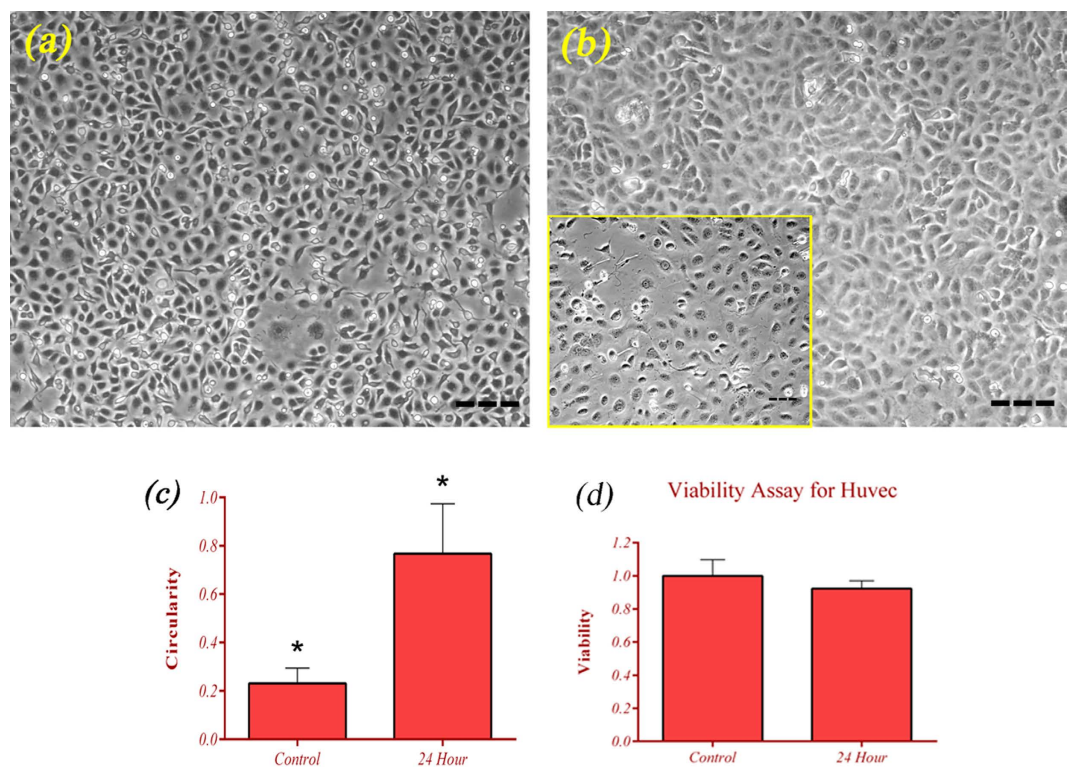 (a)
(b)
(c)
1.0
0.8
0.6
0.4
0.2
0.0
Circularity
*
*
Control
24 Hour
(d)
Viability Assay for Huvec
1.2
1.0
0.8
0.6
0.4
0.2
0.0
Viability
Control
24 Hour